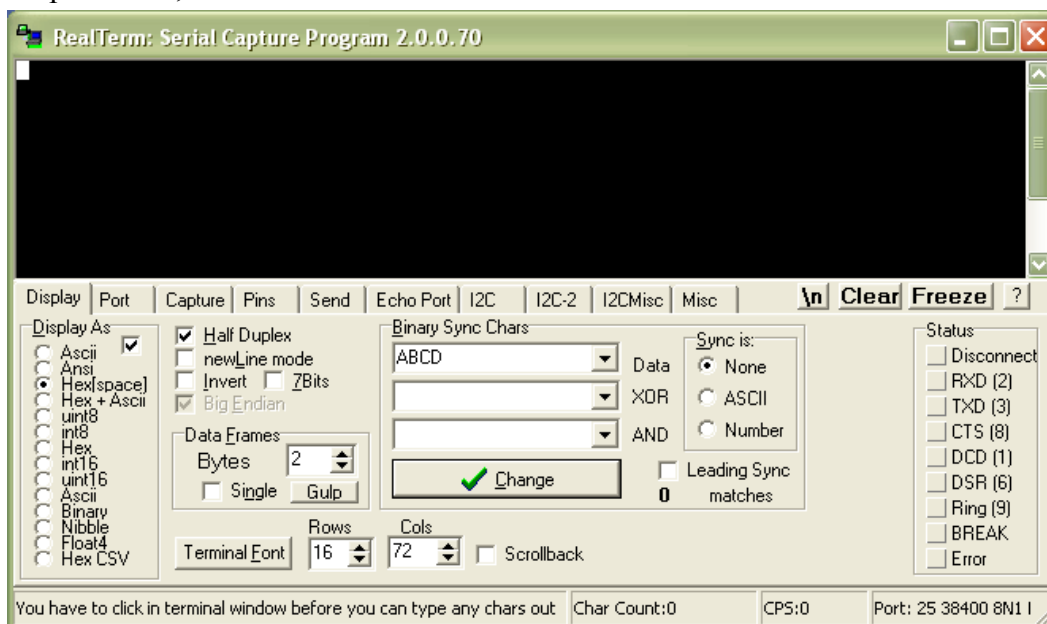 RealTerm: Serial Capture Program 2.0.0.70
Display Port Capture Pins Send Echo Port I2C I2C-2 I2CMisc Misc \n Clear Freeze ?
Display As
Ascii
Ansi
Hex[space]
Hex + Ascii
uint8
int8
Hex
int16
uint16
Ascii
Binary
Nibble
Float4
Hex CSV
Half Duplex
newLine mode
Invert 7Bits
Big Endian
Data Frames
Bytes 2
Single Gulp
Rows Cols
Terminal Font 16 72 Scrollback
Binary Sync Chars
ABCD Data
XOR
AND
Change
Leading Sync
0 matches
Sync is:
None
ASCII
Number
Status
Disconnect
RXD (2)
TXD (3)
CTS (8)
DCD (1)
DSR (6)
Ring (9)
BREAK
Error
You have to click in terminal window before you can type any chars out Char Count:0 CPS:0 Port: 25 38400 8N1